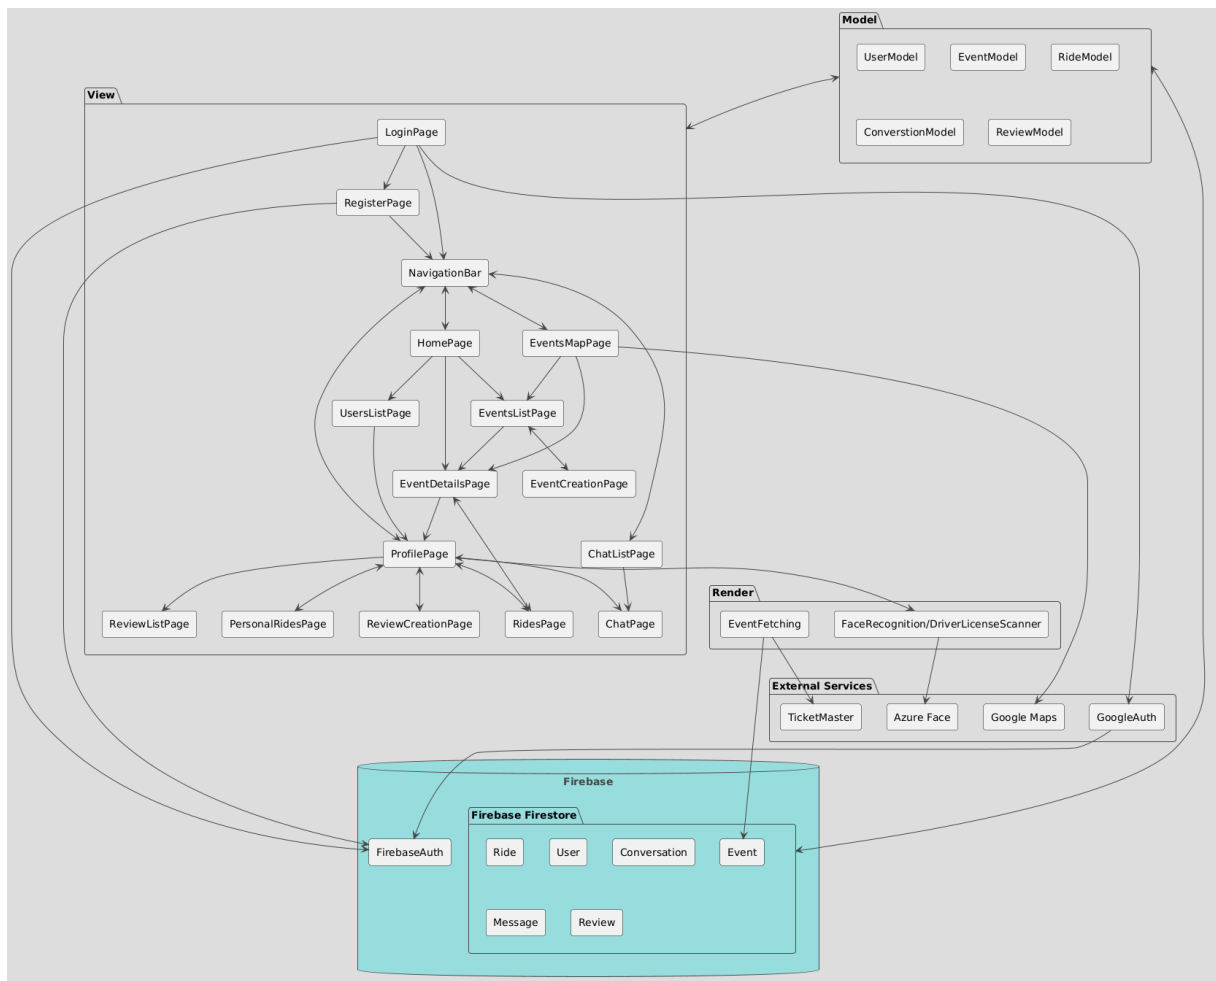 Model
UserModel
EventModel
RideModel
ConverstionModel
ReviewModel
View
LoginPage
RegisterPage
NavigationBar
HomePage
EventsMapPage
UsersListPage
EventsListPage
EventDetailsPage
EventCreationPage
ProfilePage
ChatListPage
ReviewListPage
PersonalRidesPage
ReviewCreationPage
RidesPage
ChatPage
Render
EventFetching
FaceRecognition/DriverLicenseScanner
External Services
TicketMaster
Azure Face
Google Maps
GoogleAuth
Firebase
Firebase Firestore
FirebaseAuth
Ride
User
Conversation
Event
Message
Review